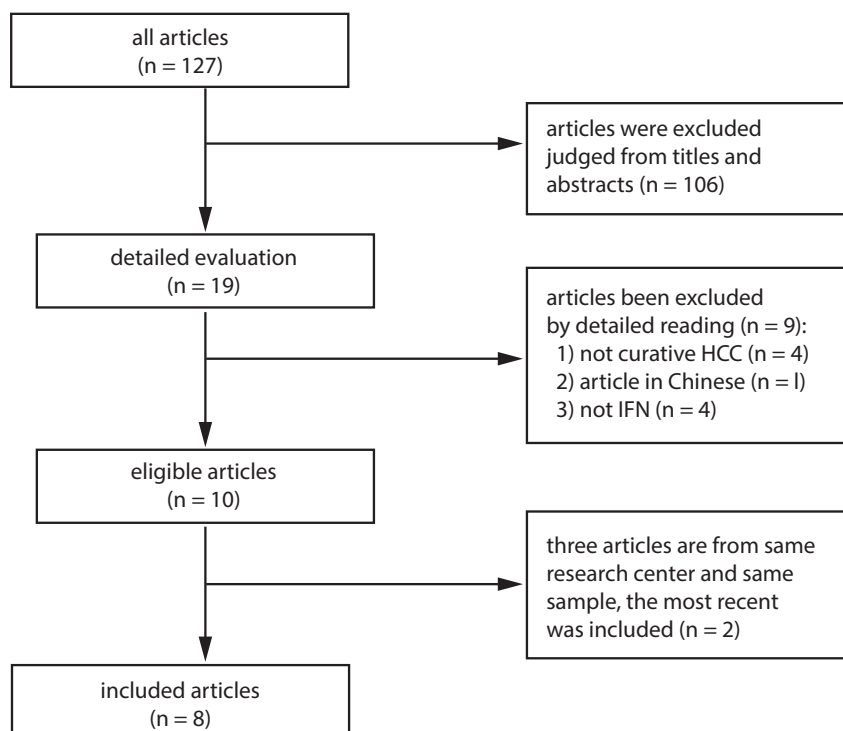 all articles
(n = 127)
articles were excluded
judged from titles and
abstracts (n = 106)
detailed evaluation
(n = 19)
articles been excluded
by detailed reading (n = 9):
1) not curative HCC (n = 4)
2) article in Chinese (n = l)
3) not IFN (n = 4)
eligible articles
(n = 10)
three articles are from same
research center and same
sample, the most recent
was included (n = 2)
included articles
(n = 8)